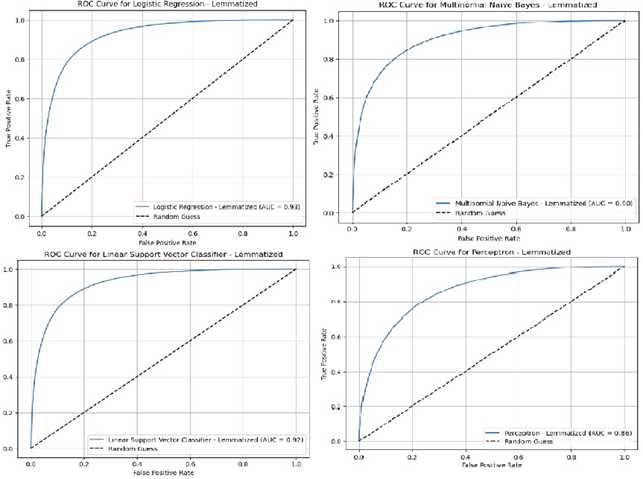 ROC Curve for Logistic Regression - Lemmatized
True Positive Rate
1.0
0.8
0.6
0.4
0.2
0.0
Logistic Regression - Lemmatized (AUC = 0.93)
Random Guess
0.0 0.2 0.4 0.6 0.8 1.0
False Positive Rate
ROC Curve for Multinomial Naive Bayes - Lemmatized
True Positive Rate
1.0
0.8
0.6
0.4
0.2
0.0
Multinomial Naive Bayes - Lemmatized (AUC = 0.90)
Random Guess
0.0 0.2 0.4 0.6 0.8 1.0
False Positive Rate
ROC Curve for Linear Support Vector Classifier - Lemmatized
True Positive Rate
1.0
0.8
0.6
0.4
0.2
0.0
Linear Support Vector Classifier - Lemmatized (AUC = 0.92)
Random Guess
0.0 0.2 0.4 0.6 0.8 1.0
False Positive Rate
ROC Curve for Perceptron - Lemmatized
True Positive Rate
1.0
0.8
0.6
0.4
0.2
0.0
Perceptron - Lemmatized (AUC = 0.86)
Random Guess
0.0 0.2 0.4 0.6 0.8 1.0
False Positive Rate